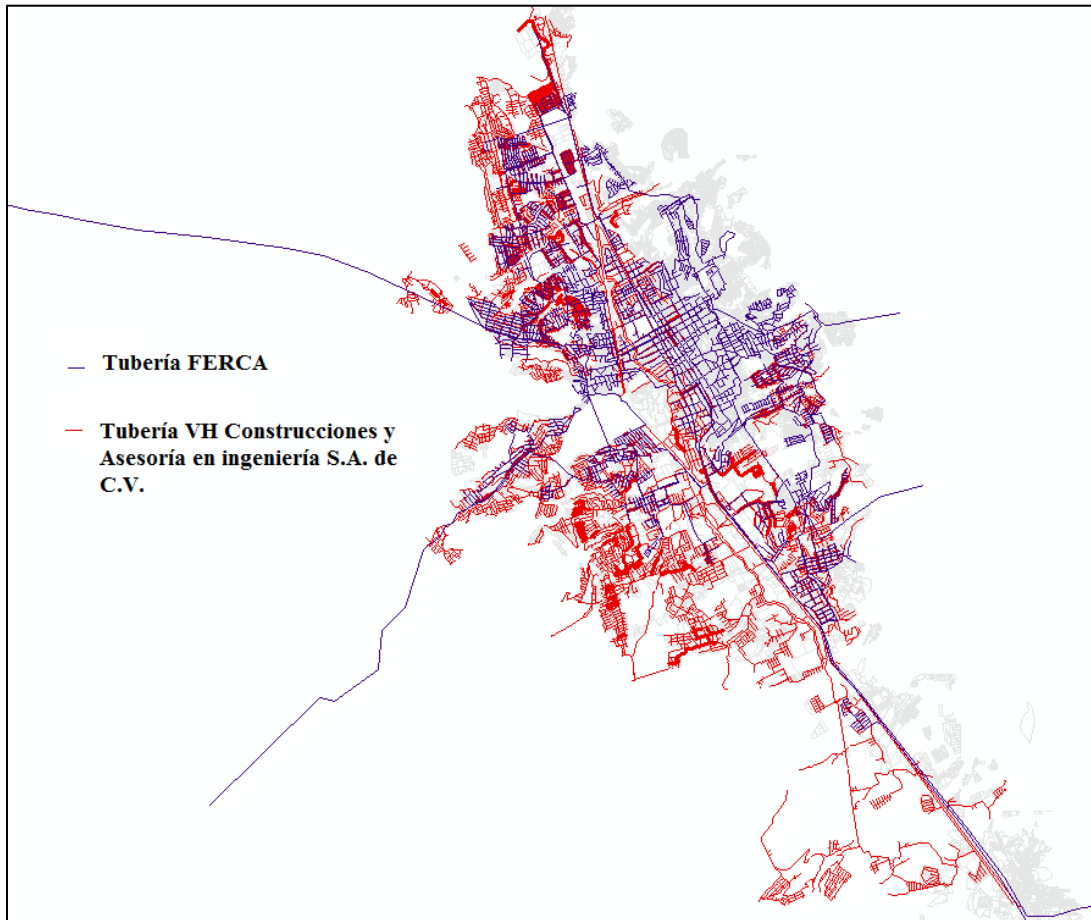 Tubería FERCA
Tubería VH Construcciones y
Asesoría en ingeniería S.A. de
C.V.